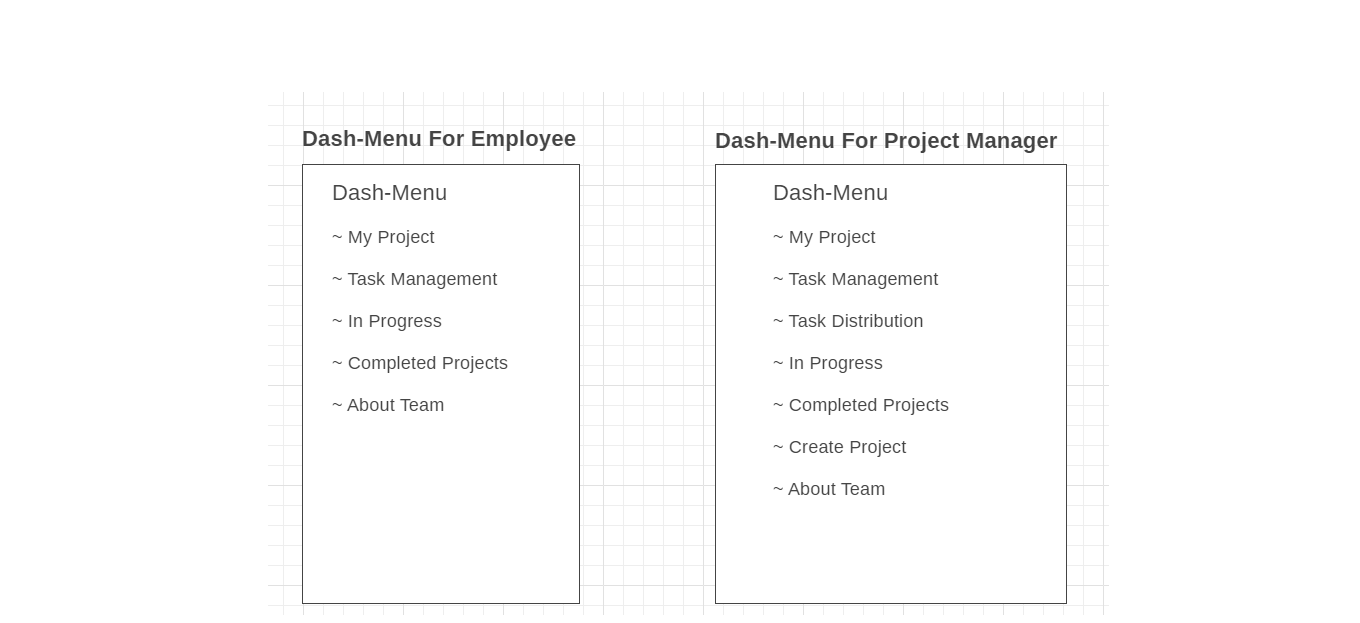 Dash-Menu For Employee
Dash-Menu
~ My Project
~ Task Management
~ In Progress
~ Completed Projects
~ About Team
Dash-Menu For Project Manager
Dash-Menu
~ My Project
~ Task Management
~ Task Distribution
~ In Progress
~ Completed Projects
~ Create Project
~ About Team